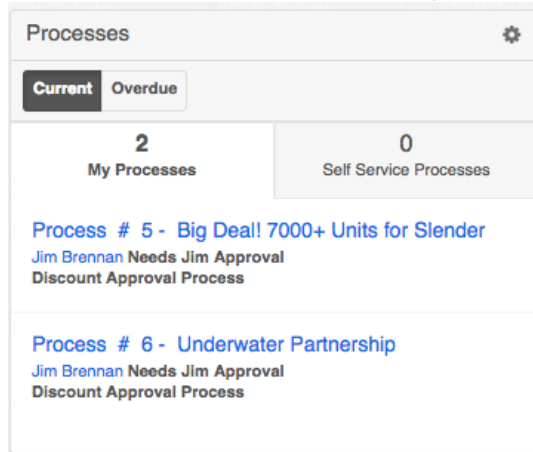 Processes
Current Overdue
2 0
My Processes Self Service Processes
Process # 5 - Big Deal! 7000+ Units for Slender
Jim Brennan Needs Jim Approval
Discount Approval Process
Process # 6 - Underwater Partnership
Jim Brennan Needs Jim Approval
Discount Approval Process